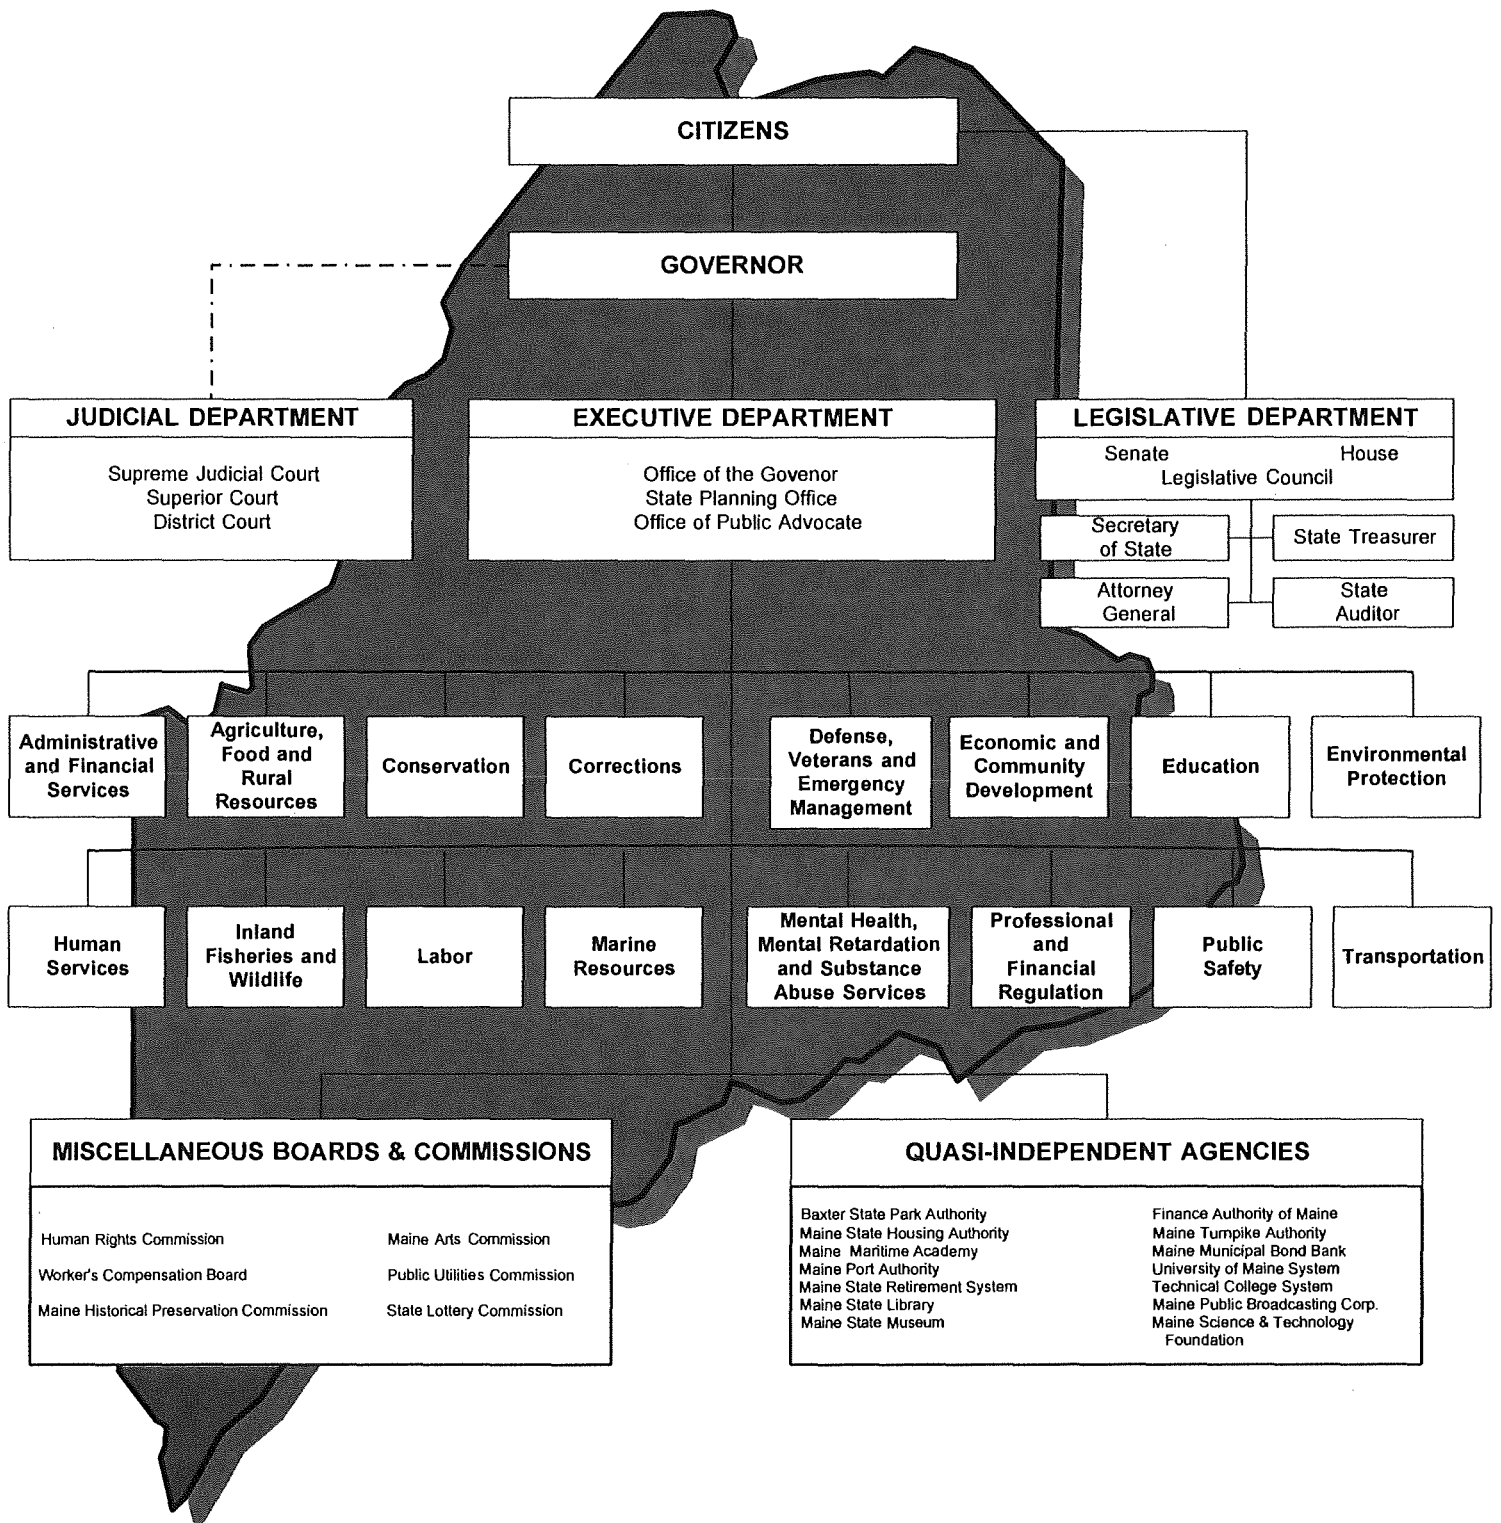 CITIZENS
GOVERNOR
JUDICIAL DEPARTMENT
Supreme Judicial Court
Superior Court
District Court
EXECUTIVE DEPARTMENT
Office of the Govenor
State Planning Office
Office of Public Advocate
LEGISLATIVE DEPARTMENT
Senate House
Legislative Council
Secretary
of State
State Treasurer
Attorney
General
State
Auditor
Administrative
and Financial
Services
Agriculture,
Food and
Rural
Resources
Conservation
Corrections
Defense,
Veterans and
Emergency
Management
Economic and
Community
Development
Education
Environmental
Protection
Human
Services
Inland
Fisheries and
Wildlife
Labor
Marine
Resources
Mental Health,
Mental Retardation
and Substance
Abuse Services
Professional
and
Financial
Regulation
Public
Safety
Transportation
MISCELLANEOUS BOARDS & COMMISSIONS
Human Rights Commission
Worker's Compensation Board
Maine Historical Preservation Commission
Maine Arts Commission
Public Utilities Commission
State Lottery Commission
QUASI-INDEPENDENT AGENCIES
Baxter State Park Authority
Maine State Housing Authority
Maine Maritime Academy
Maine Port Authority
Maine State Retirement System
Maine State Library
Maine State Museum
Finance Authority of Maine
Maine Turnpike Authority
Maine Municipal Bond Bank
University of Maine System
Technical College System
Maine Public Broadcasting Corp.
Maine Science & Technology
Foundation